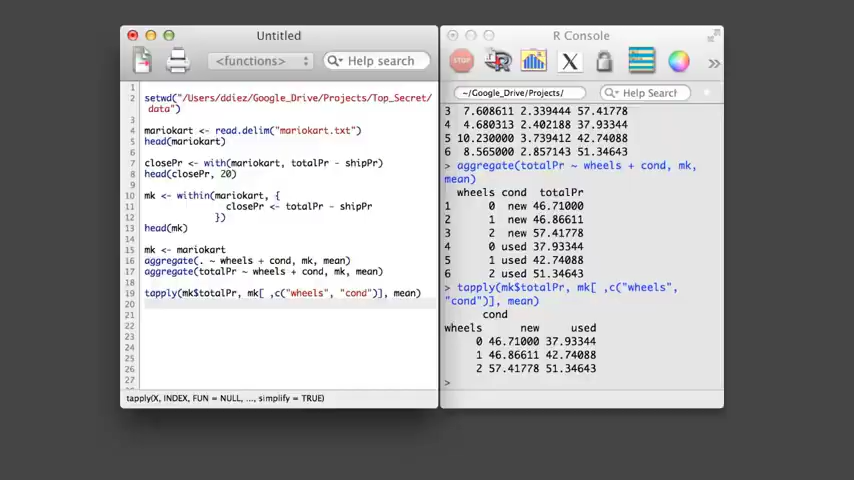 Untitled
<functions>
Help search
1
2 setwd("/Users/ddiez/Google_Drive/Projects/Top_Secret/
data")
3
4 mariokart <- read.delim("mariokart.txt")
5 head(mariokart)
6
7 closePr <- with(mariokart, totalPr - shipPr)
8 head(closePr, 20)
9
10 mk <- within(mariokart, {
11 closePr <- totalPr - shipPr
12 })
13 head(mk)
14
15 mk <- mariokart
16 aggregate(. ~ wheels + cond, mk, mean)
17 aggregate(totalPr ~ wheels + cond, mk, mean)
18
19 tapply(mk$totalPr, mk[ ,c("wheels", "cond")], mean)
20
21
22
23
24
25
26
27
tapply(X, INDEX, FUN = NULL, ..., simplify = TRUE)
R Console
STOP
R
X
»
~/Google_Drive/Projects/
Help Search
3 7.608611 2.339444 57.41778
4 4.680313 2.402188 37.93344
5 10.230000 3.739412 42.74088
6 8.565000 2.857143 51.34643
> aggregate(totalPr ~ wheels + cond, mk,
mean)
wheels cond totalPr
1 0 new 46.71000
2 1 new 46.86611
3 2 new 57.41778
4 0 used 37.93344
5 1 used 42.74088
6 2 used 51.34643
> tapply(mk$totalPr, mk[ ,c("wheels",
"cond")], mean)
cond
wheels new used
0 46.71000 37.93344
1 46.86611 42.74088
2 57.41778 51.34643
>